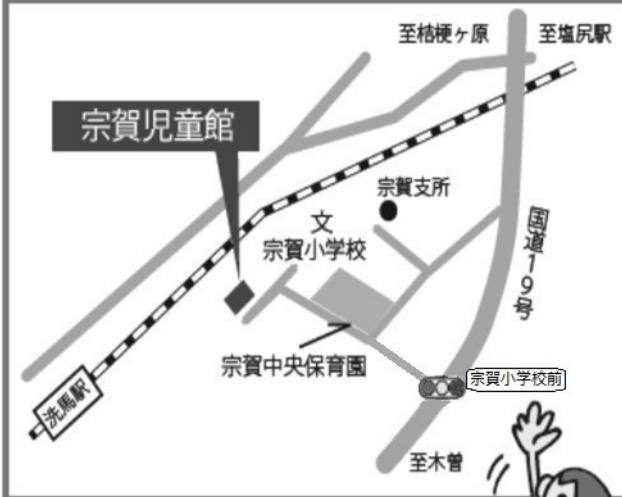 至桔梗ヶ原
至塩尻駅
宗賀児童館
宗賀支所
文
宗賀小学校
国道19号
宗賀中央保育園
宗賀小学校前
洗馬駅
至木曽